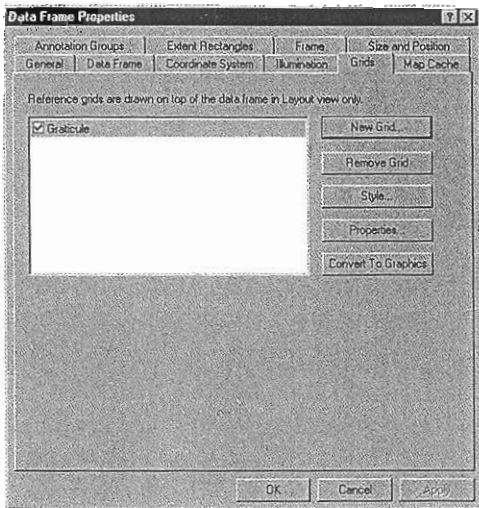 Data Frame Properties
Annotation Groups Extent Rectangles Frame Size and Position
General Data Frame Coordinate System Illumination Grids Map Cache
Reference grids are drawn on top of the data frame in Layout view only.
Graticule
New Grid...
Remove Grid
Style...
Properties...
Convert To Graphics
OK Cancel Apply